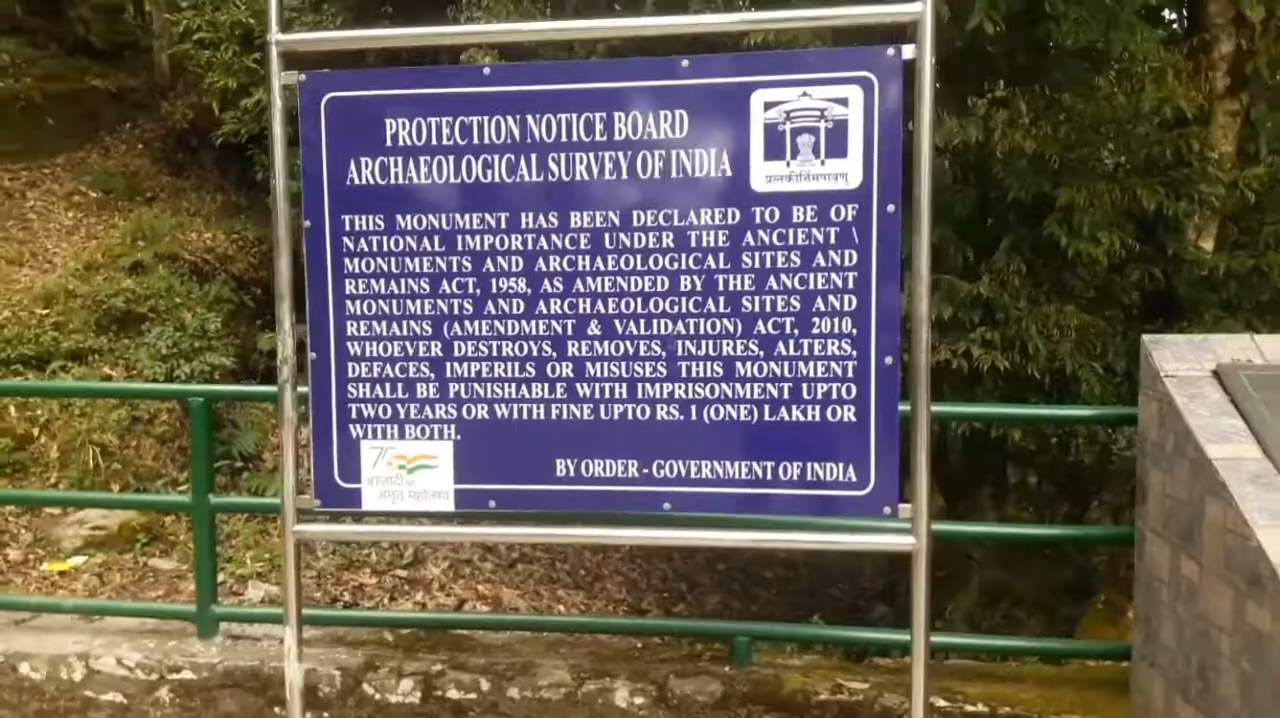 PROTECTION NOTICE BOARD
ARCHAEOLOGICAL SURVEY OF INDIA
प्रत्नकीर्तिमपावृणु
THIS MONUMENT HAS BEEN DECLARED TO BE OF
NATIONAL IMPORTANCE UNDER THE ANCIENT \
MONUMENTS AND ARCHAEOLOGICAL SITES AND
REMAINS ACT, 1958, AS AMENDED BY THE ANCIENT
MONUMENTS AND ARCHAEOLOGICAL SITES AND
REMAINS (AMENDMENT & VALIDATION) ACT, 2010,
WHOEVER DESTROYS, REMOVES, INJURES, ALTERS,
DEFACES, IMPERILS OR MISUSES THIS MONUMENT
SHALL BE PUNISHABLE WITH IMPRISONMENT UPTO
TWO YEARS OR WITH FINE UPTO RS. 1 (ONE) LAKH OR
WITH BOTH.
75
आज़ादी का
अमृत महोत्सव
BY ORDER - GOVERNMENT OF INDIA